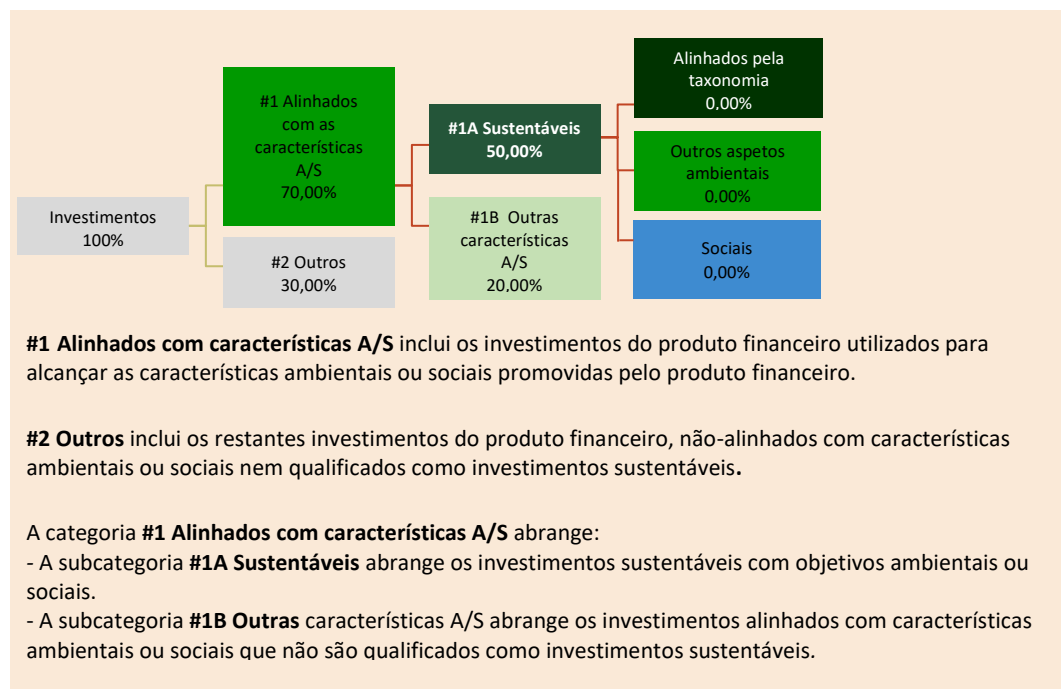 Investimentos
100%
#1 Alinhados
com as
características
A/S
70,00%
#2 Outros
30,00%
#1A Sustentáveis
50,00%
#1B Outras
características
A/S
20,00%
Alinhados pela
taxonomia
0,00%
Outros aspetos
ambientais
0,00%
Sociais
0,00%
#1 Alinhados com características A/S inclui os investimentos do produto financeiro utilizados para
alcançar as características ambientais ou sociais promovidas pelo produto financeiro.
#2 Outros inclui os restantes investimentos do produto financeiro, não-alinhados com características
ambientais ou sociais nem qualificados como investimentos sustentáveis.
A categoria #1 Alinhados com características A/S abrange:
- A subcategoria #1A Sustentáveis abrange os investimentos sustentáveis com objetivos ambientais ou
sociais.
- A subcategoria #1B Outras características A/S abrange os investimentos alinhados com características
ambientais ou sociais que não são qualificados como investimentos sustentáveis.